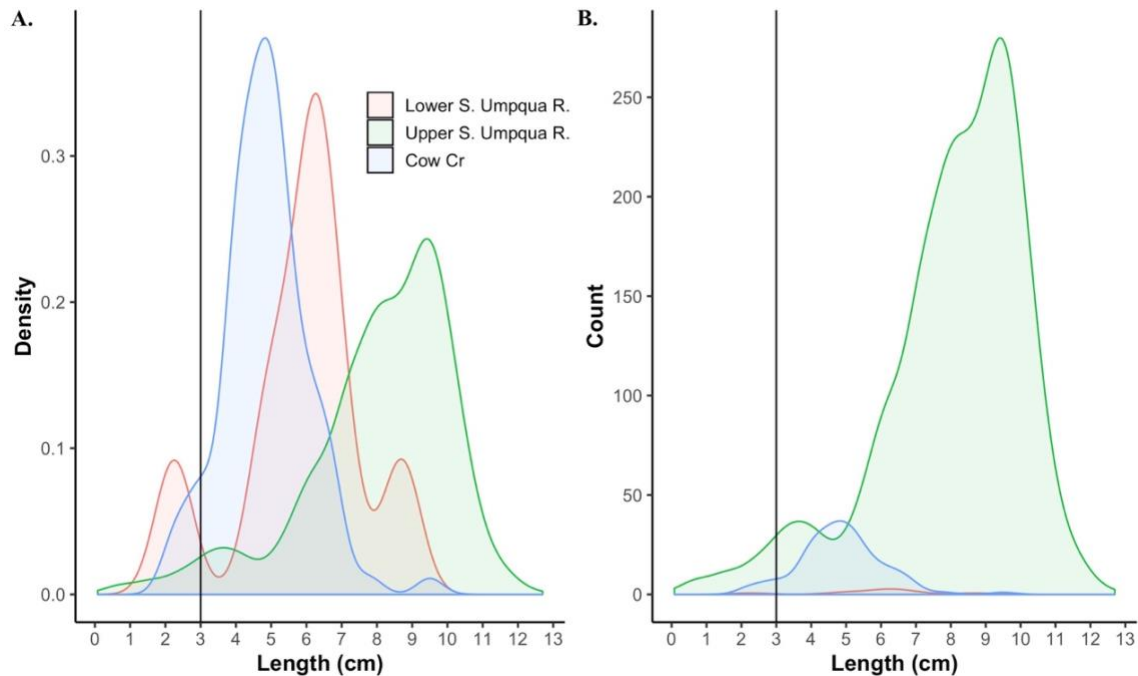 A.
B.
Lower S. Umpqua R.
Upper S. Umpqua R.
Cow Cr
Density
0.3
0.2
0.1
0.0
0 1 2 3 4 5 6 7 8 9 10 11 12 13
Length (cm)
Count
250
200
150
100
50
0
0 1 2 3 4 5 6 7 8 9 10 11 12 13
Length (cm)